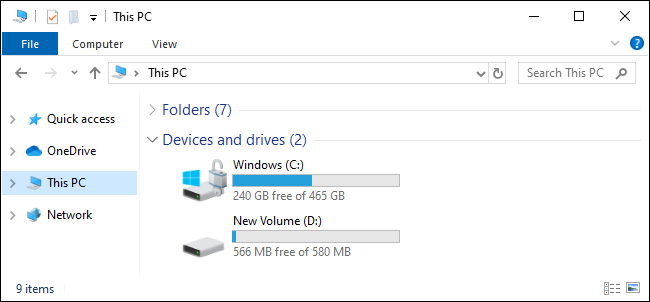 This PC
File
Computer
View
This PC
Search This PC
Quick access
OneDrive
This PC
Network
Folders (7)
Devices and drives (2)
Windows (C:)
240 GB free of 465 GB
New Volume (D:)
566 MB free of 580 MB
9 items